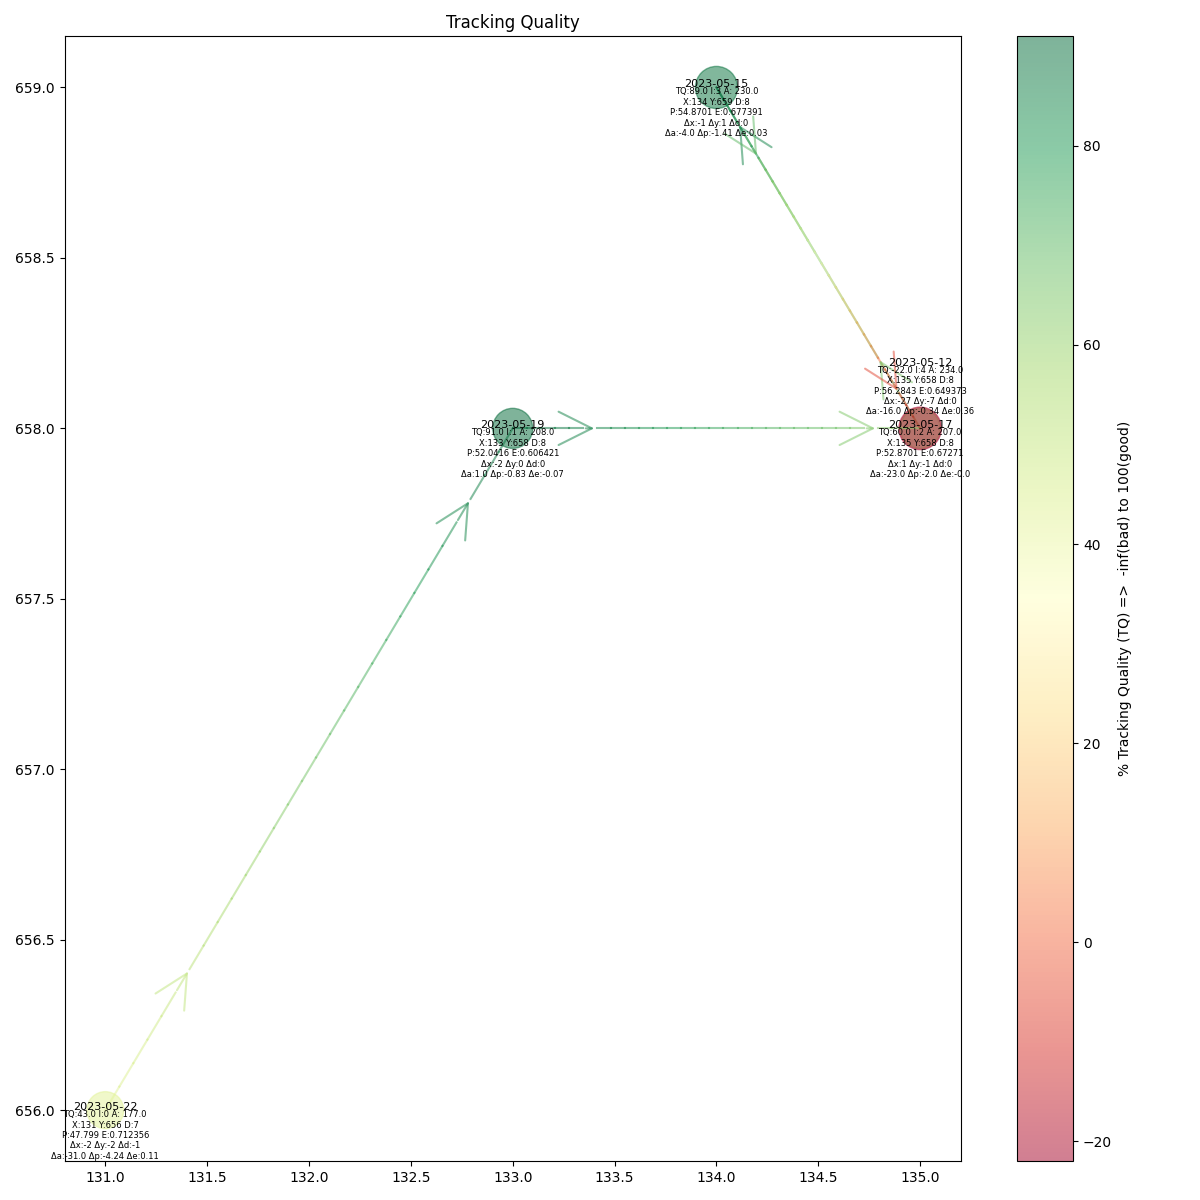 Tracking Quality
659.0
658.5
658.0
657.5
657.0
656.5
656.0
2023-05-15
TQ:89.0 I:3 A: 230.0
X:134 Y:659 D:8
P:54.8701 E:0.677391
Δx:-1 Δy:1 Δd:0
Δa:-4.0 Δp:-1.41 Δe:0.03
2023-05-12
TQ:-22.0 I:4 A: 234.0
X:135 Y:658 D:8
P:56.2843 E:0.649373
Δx:-27 Δy:-7 Δd:0
Δa:-16.0 Δp:-0.34 Δe:0.36
2023-05-19
TQ:91.0 I:1 A: 208.0
X:133 Y:658 D:8
P:52.0416 E:0.606421
Δx:-2 Δy:0 Δd:0
Δa:1.0 Δp:-0.83 Δe:-0.07
2023-05-17
TQ:60.0 I:2 A: 207.0
X:135 Y:658 D:8
P:52.8701 E:0.67271
Δx:1 Δy:-1 Δd:0
Δa:-23.0 Δp:-2.0 Δe:-0.0
2023-05-22
TQ:43.0 I:0 A: 177.0
X:131 Y:656 D:7
P:47.799 E:0.712356
Δx:-2 Δy:-2 Δd:-1
Δa:-31.0 Δp:-4.24 Δe:0.11
131.0
131.5
132.0
132.5
133.0
133.5
134.0
134.5
135.0
80
60
40
20
0
−20
% Tracking Quality (TQ) => -inf(bad) to 100(good)